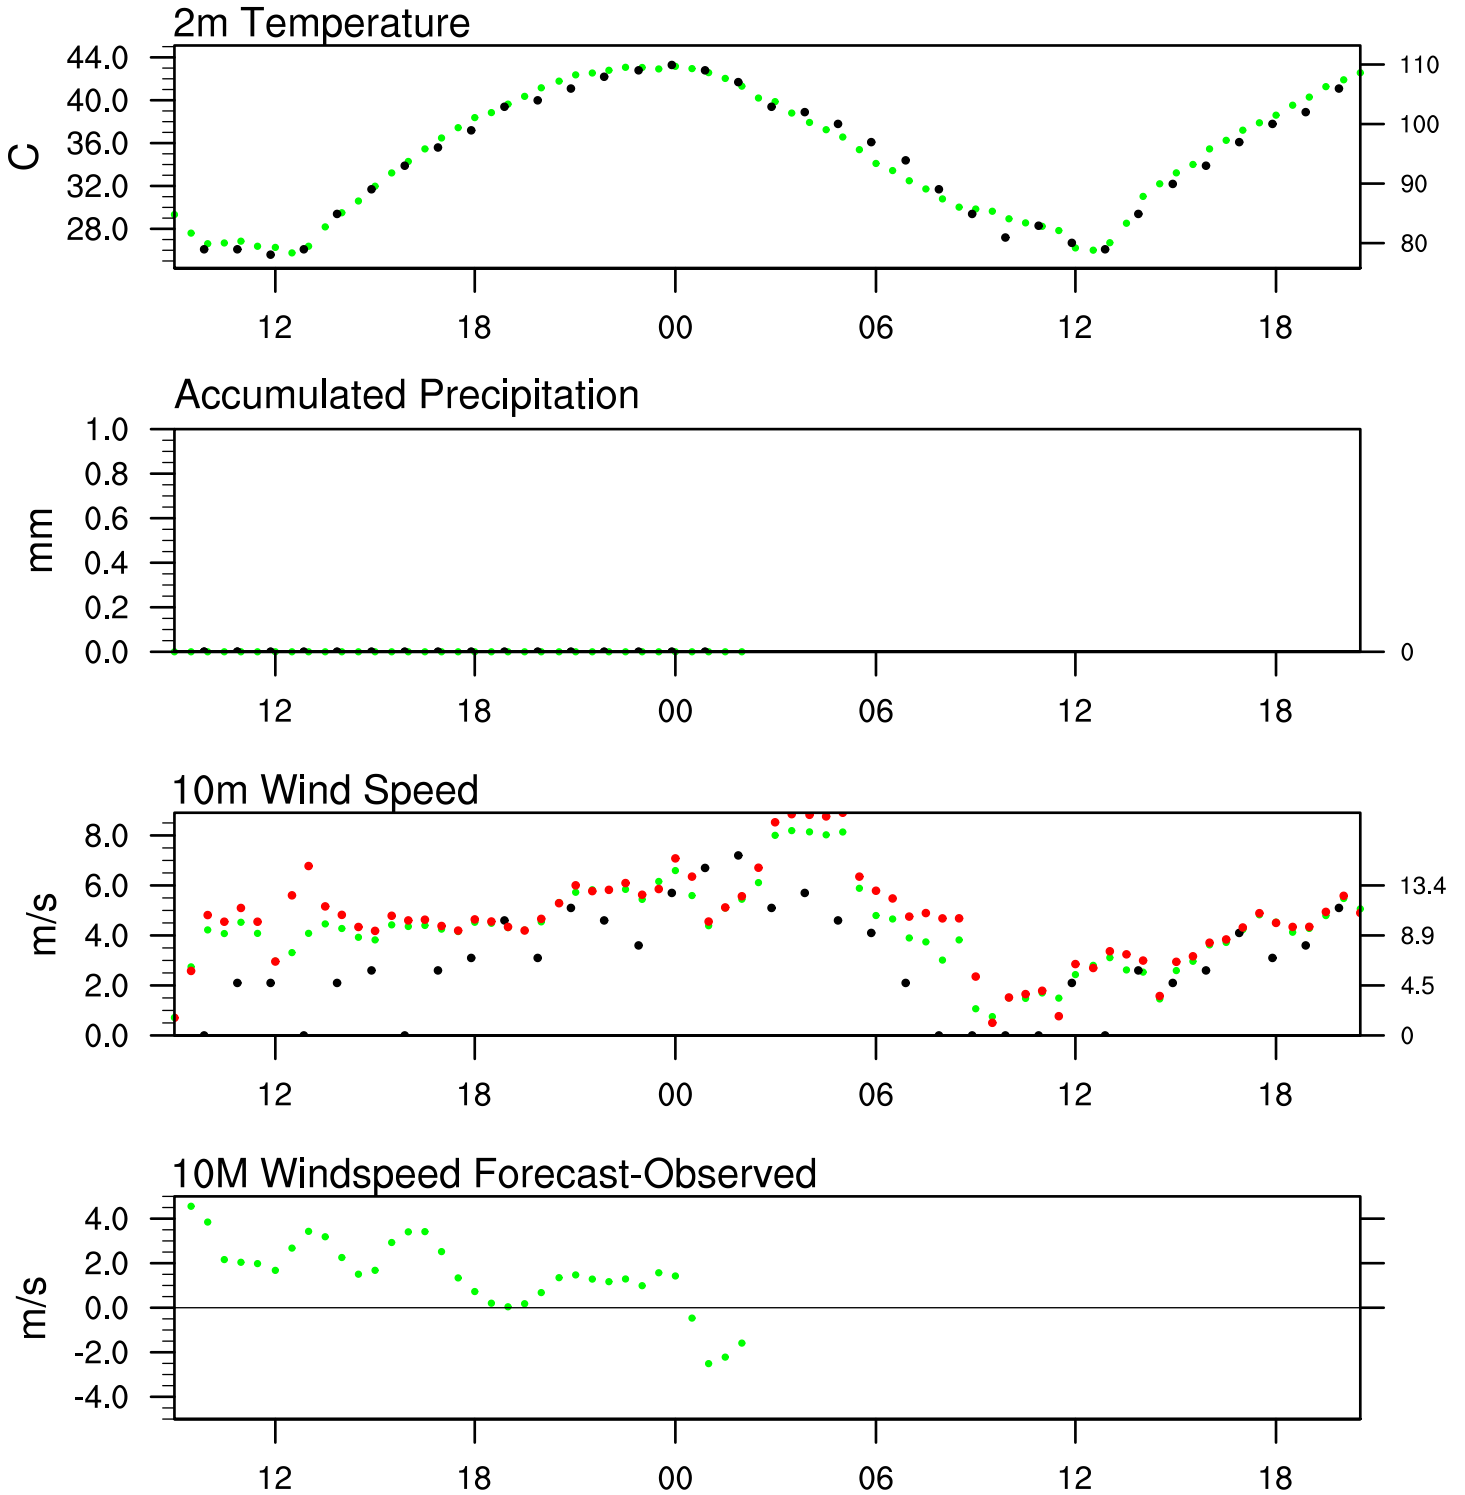 2m Temperature
44.0
40.0
36.0
32.0
28.0
C
110
100
90
80
12 18 00 06 12 18
Accumulated Precipitation
1.0
0.8
0.6
0.4
0.2
0.0
mm
0
12 18 00 06 12 18
10m Wind Speed
8.0
6.0
4.0
2.0
0.0
m/s
13.4
8.9
4.5
0
12 18 00 06 12 18
10M Windspeed Forecast-Observed
4.0
2.0
0.0
-2.0
-4.0
m/s
12 18 00 06 12 18